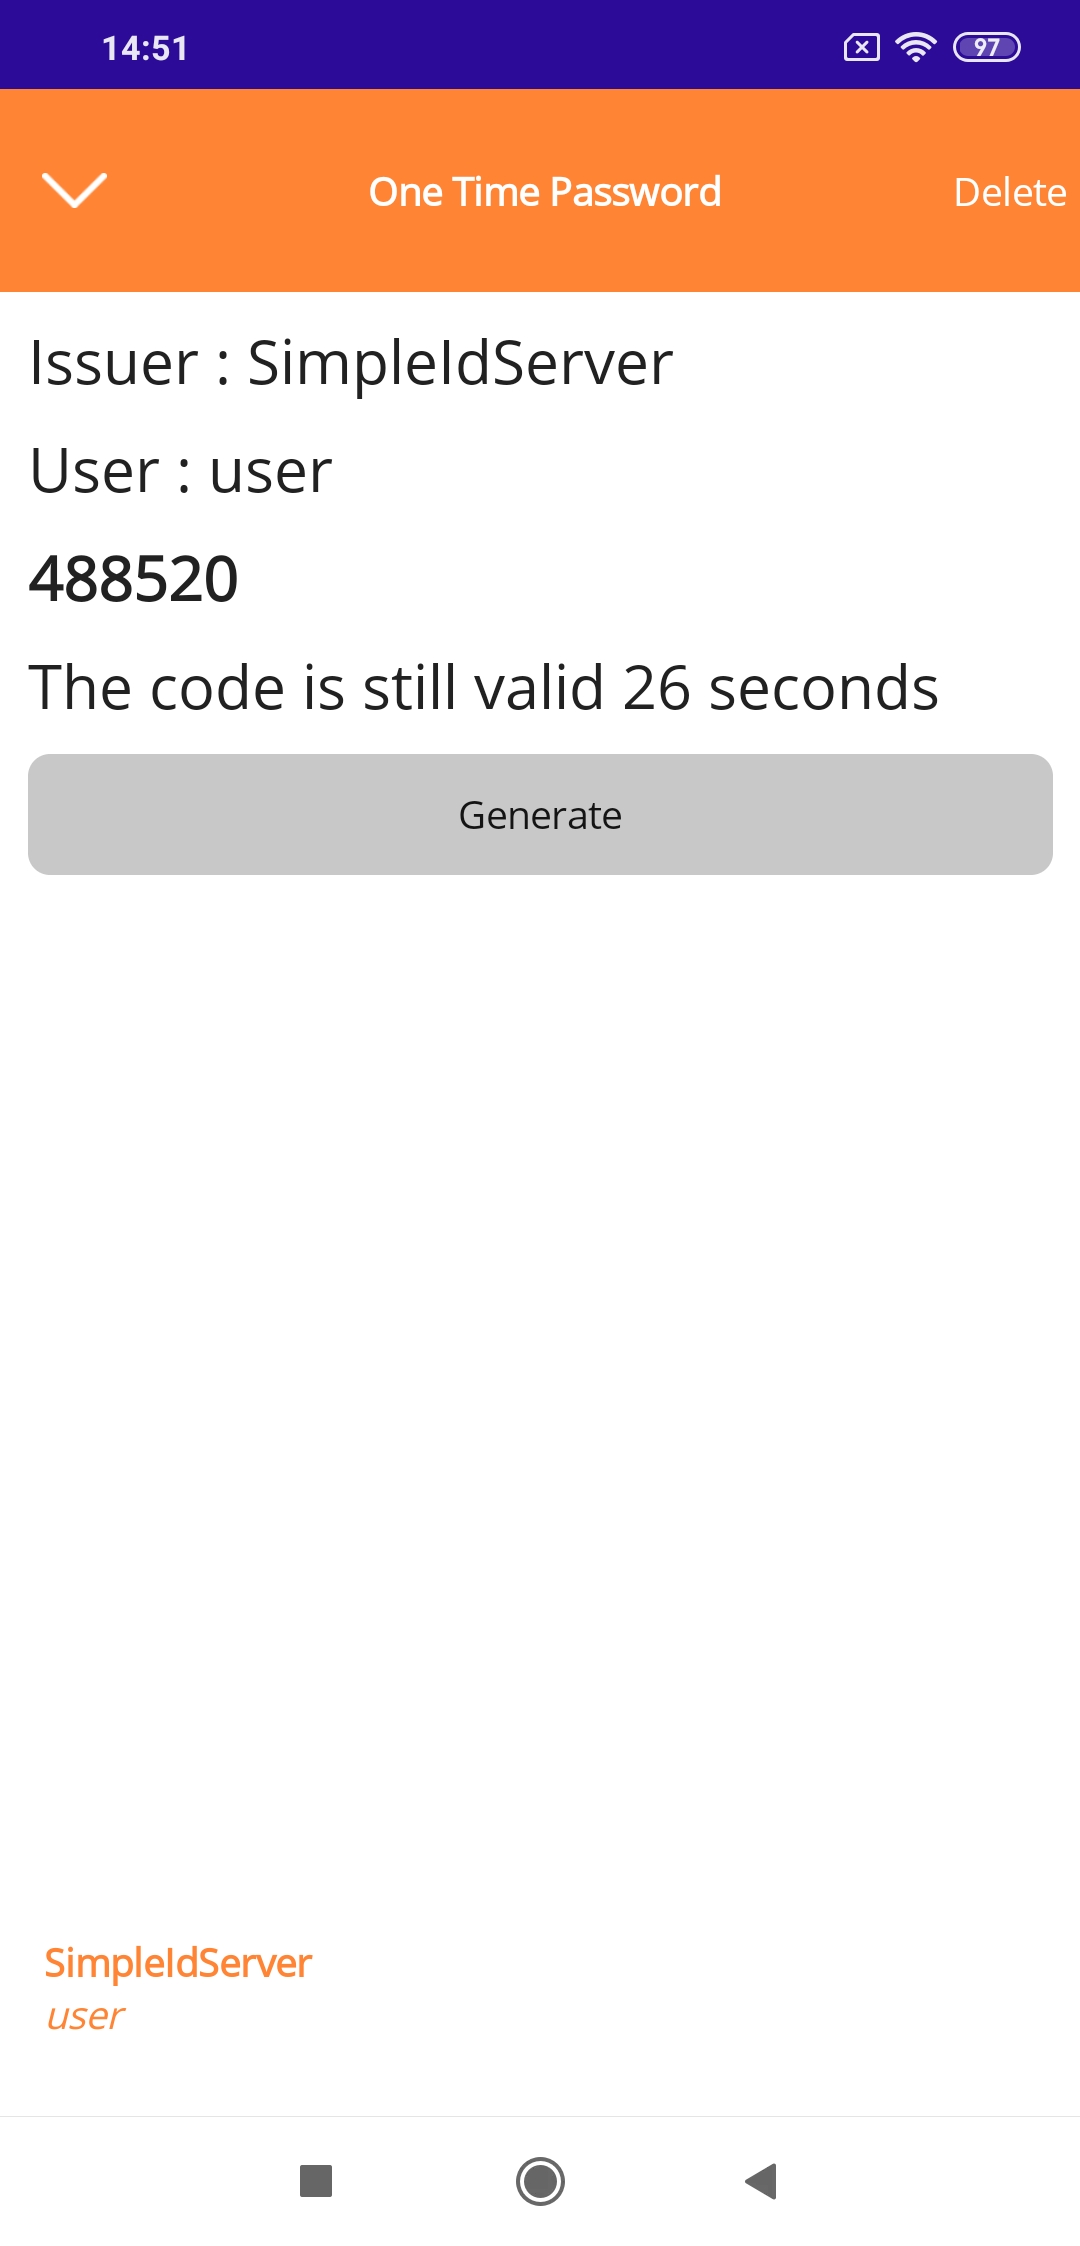 14:51
97
One Time Password
Delete
Issuer : SimpleIdServer
User : user
488520
The code is still valid 26 seconds
Generate
SimpleIdServer
user